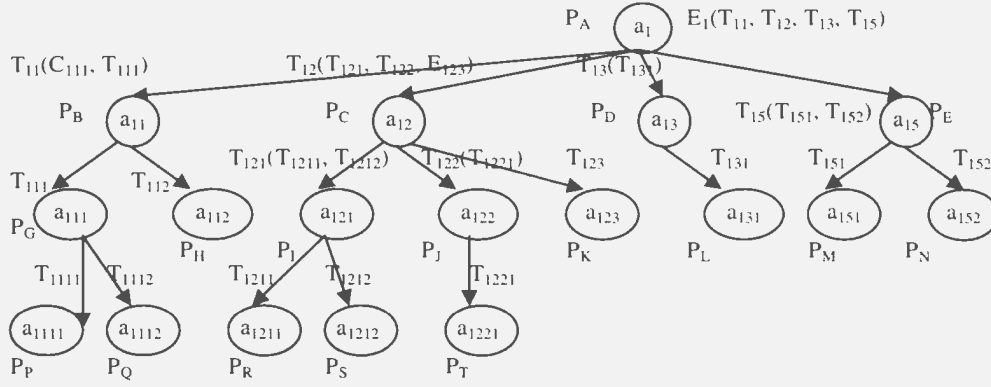 P_A a_1 E_1(T_11, T_12, T_13, T_15)
T_11(C_111, T_111) T_12(T_121, T_122, E_123) T_13(T_131)
P_B a_11 P_C a_12 P_D a_13 T_15(T_151, T_152) a_15 P_E
T_121(T_1211, T_1212) T_122(T_1221) T_123 T_131 T_151 T_152
T_111 T_112
P_G a_111 a_112 a_121 a_122 a_123 a_131 a_151 a_152
P_H P_I P_J P_K P_L P_M P_N
T_1111 T_1112 T_1211 T_1212 T_1221
a_1111 a_1112 a_1211 a_1212 a_1221
P_P P_Q P_R P_S P_T